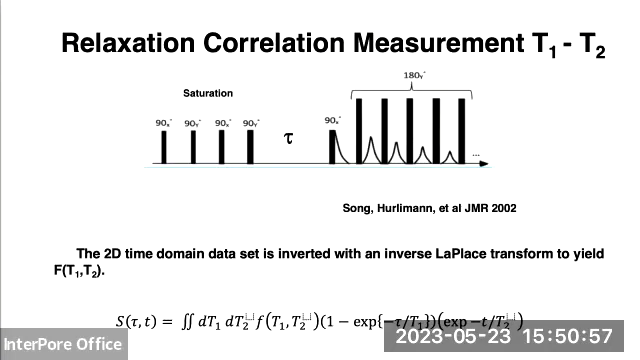 Relaxation Correlation Measurement T₁ - T₂
180Y°
Saturation
90x° 90Y° 90x° 90Y° τ 90x°
...
Song, Hurlimann, et al JMR 2002
The 2D time domain data set is inverted with an inverse LaPlace transform to yield
F(T₁,T₂).
S(τ, t) = ∬ dT₁ dT₂ f(T₁, T₂)(1 − exp{−τ/T₁})(exp −t/T₂)
InterPore Office
2023-05-23 15:50:57